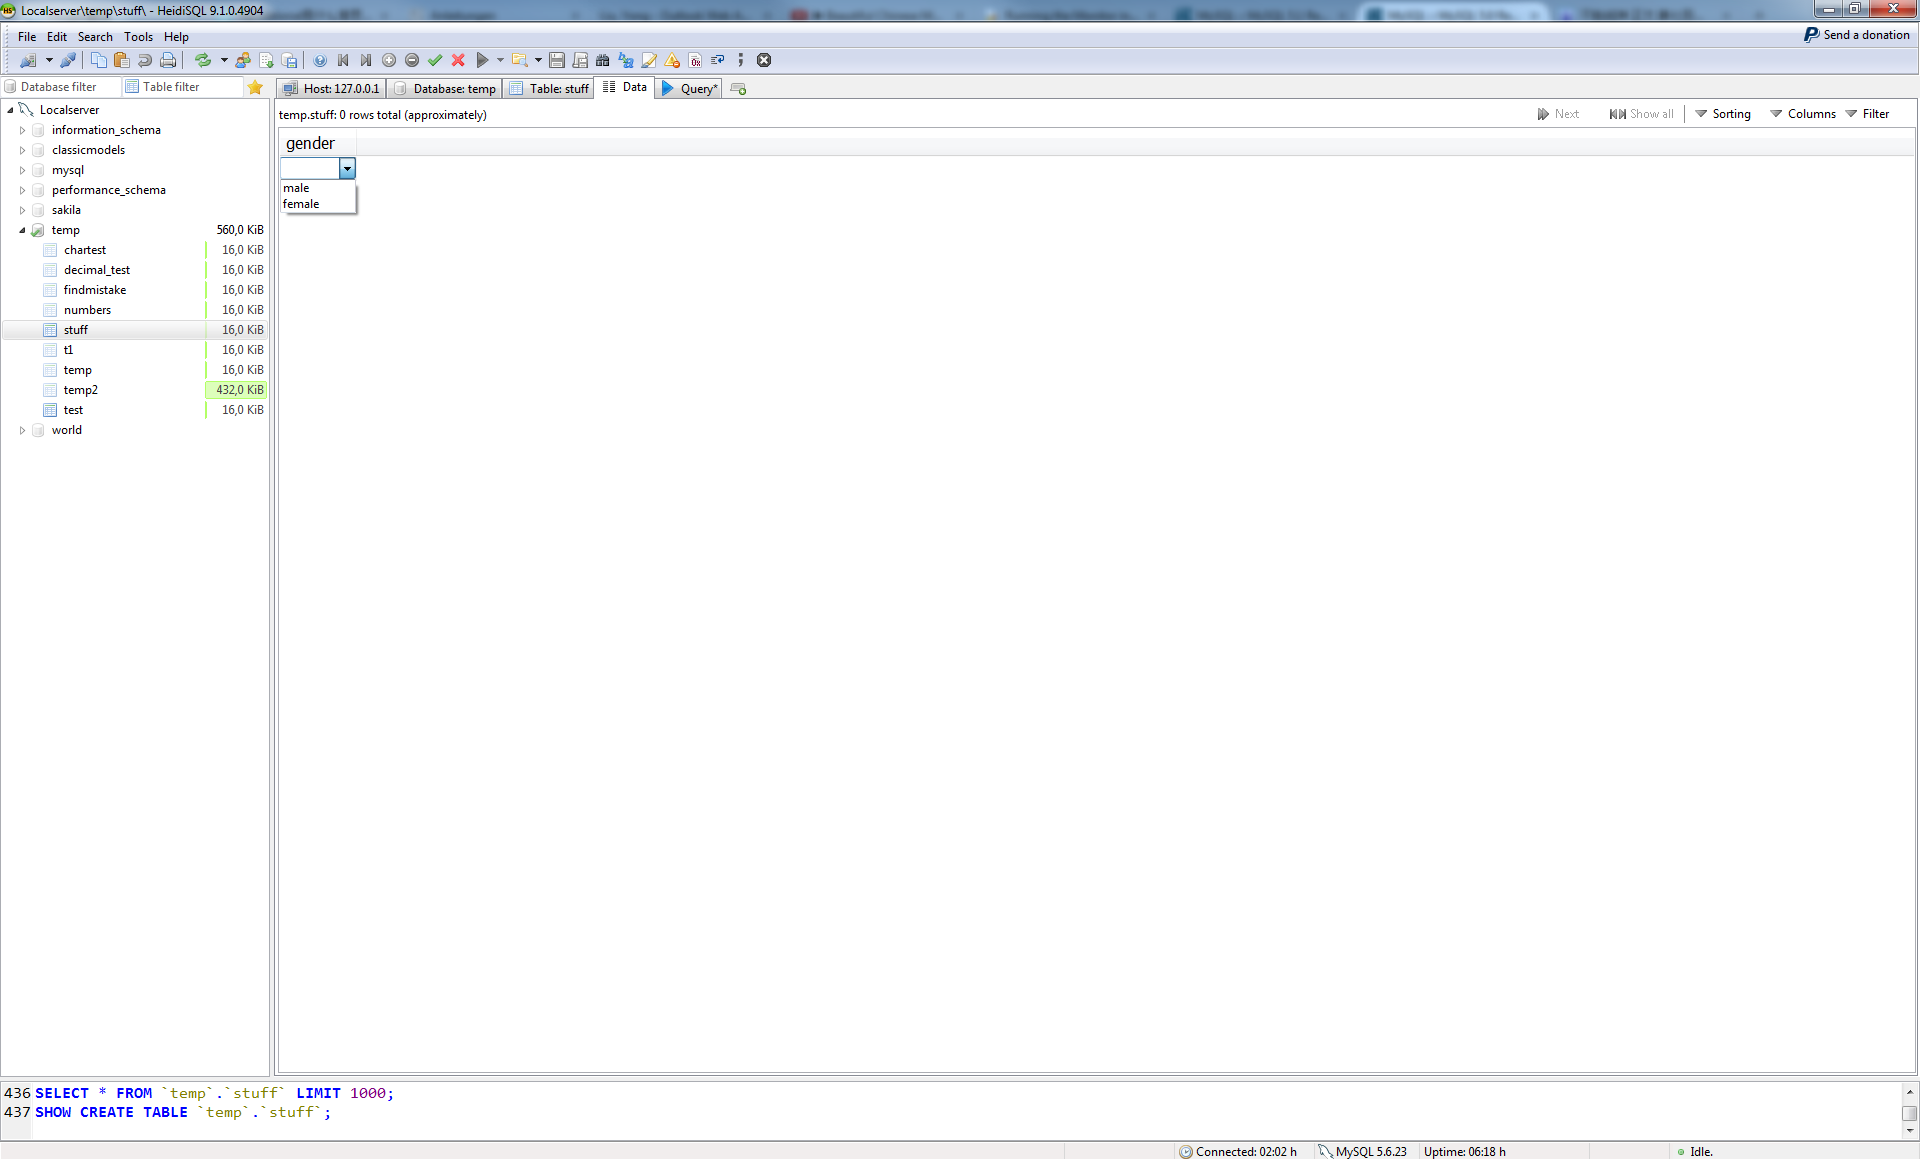 Localserver\temp\stuff\ - HeidiSQL 9.1.0.4904
File Edit Search Tools Help
Send a donation
Database filter Table filter
Host: 127.0.0.1 Database: temp Table: stuff Data Query*
temp.stuff: 0 rows total (approximately)
Next Show all Sorting Columns Filter
gender
male
female
Localserver
information_schema
classicmodels
mysql
performance_schema
sakila
temp 560,0 KiB
chartest 16,0 KiB
decimal_test 16,0 KiB
findmistake 16,0 KiB
numbers 16,0 KiB
stuff 16,0 KiB
t1 16,0 KiB
temp 16,0 KiB
temp2 432,0 KiB
test 16,0 KiB
world
436 SELECT * FROM `temp`.`stuff` LIMIT 1000;
437 SHOW CREATE TABLE `temp`.`stuff`;
Connected: 02:02 h MySQL 5.6.23 Uptime: 06:18 h Idle.